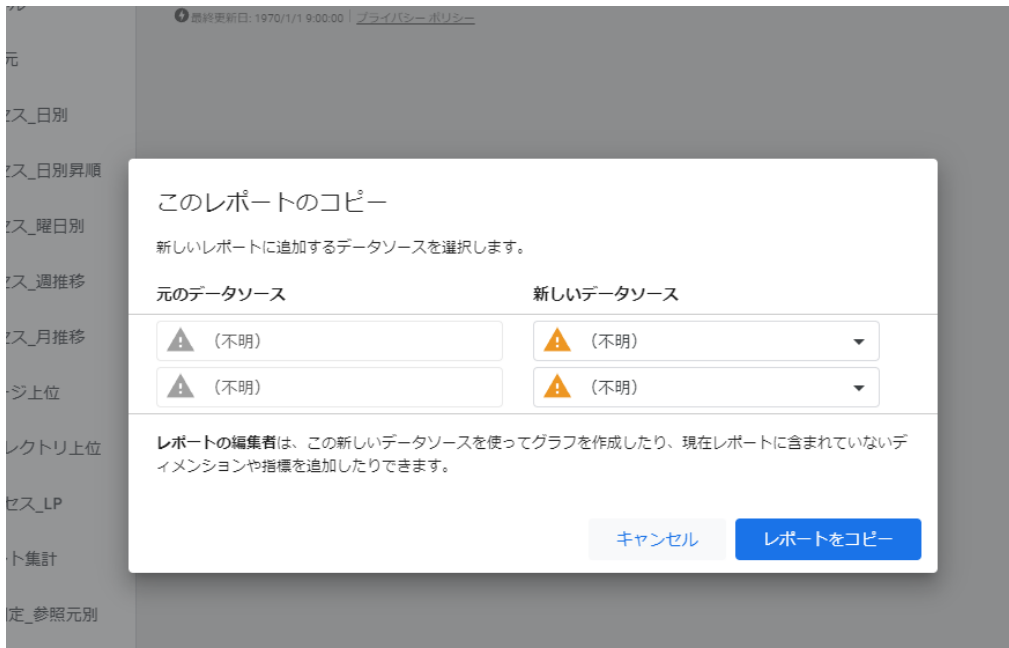 最終更新日: 1970/1/1 9:00:00 | プライバシー ポリシー
元
セス_日別
セス_日別昇順
セス_曜日別
セス_週推移
セス_月推移
ージ上位
レクトリ上位
セス_LP
ト集計
定_参照元別
このレポートのコピー
新しいレポートに追加するデータソースを選択します。
元のデータソース
新しいデータソース
（不明）
（不明）
（不明）
（不明）
レポートの編集者は、この新しいデータソースを使ってグラフを作成したり、現在レポートに含まれていないデ
ィメンションや指標を追加したりできます。
キャンセル
レポートをコピー